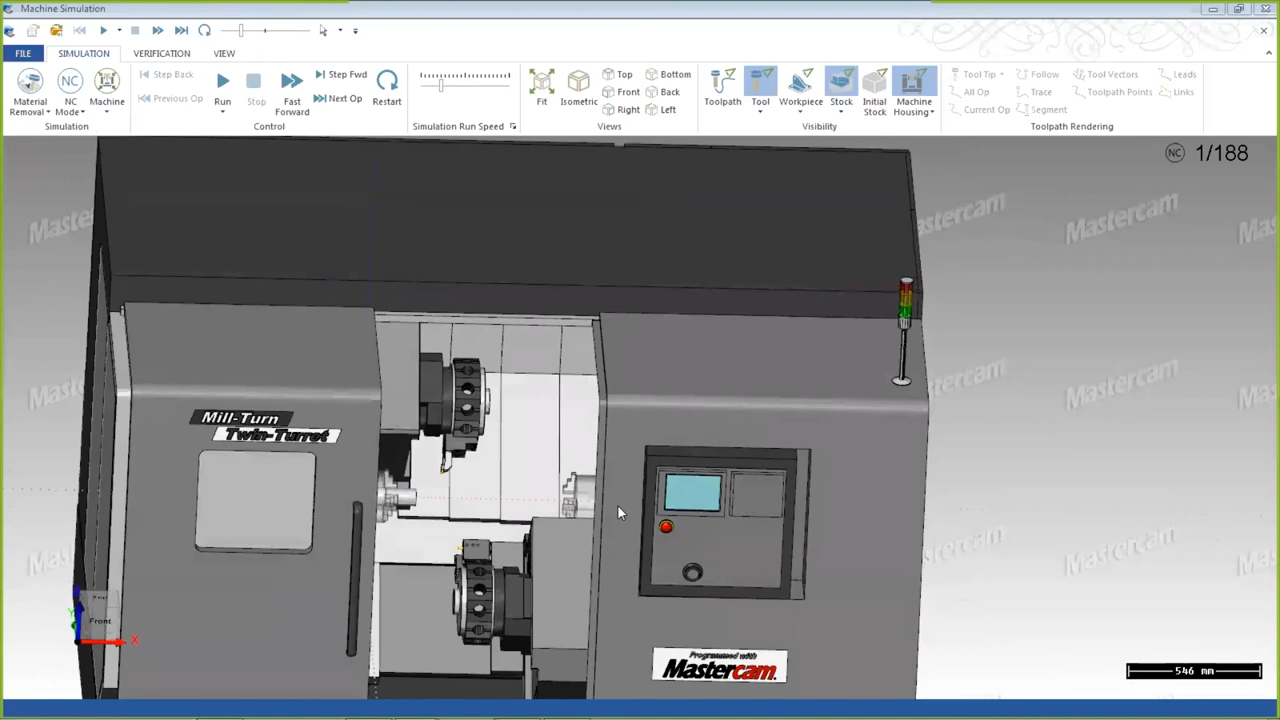 Machine Simulation
FILE SIMULATION VERIFICATION VIEW
Material Removal NC Mode Machine
Simulation
Step Back
Previous Op
Run Stop Fast Forward
Step Fwd
Next Op
Restart
Control
Simulation Run Speed
Fit Isometric
Top Bottom
Front Back
Right Left
Views
Toolpath Tool Workpiece Stock Initial Stock Machine Housing
Visibility
Tool Tip Follow Tool Vectors Leads
All Op Trace Toolpath Points Links
Current Op Segment
Toolpath Rendering
NC 1/188
Mastercam
Mastercam
Mastercam
Mill-Turn
Twin-Turret
Programmed with
Mastercam.
Front
X
546 mm